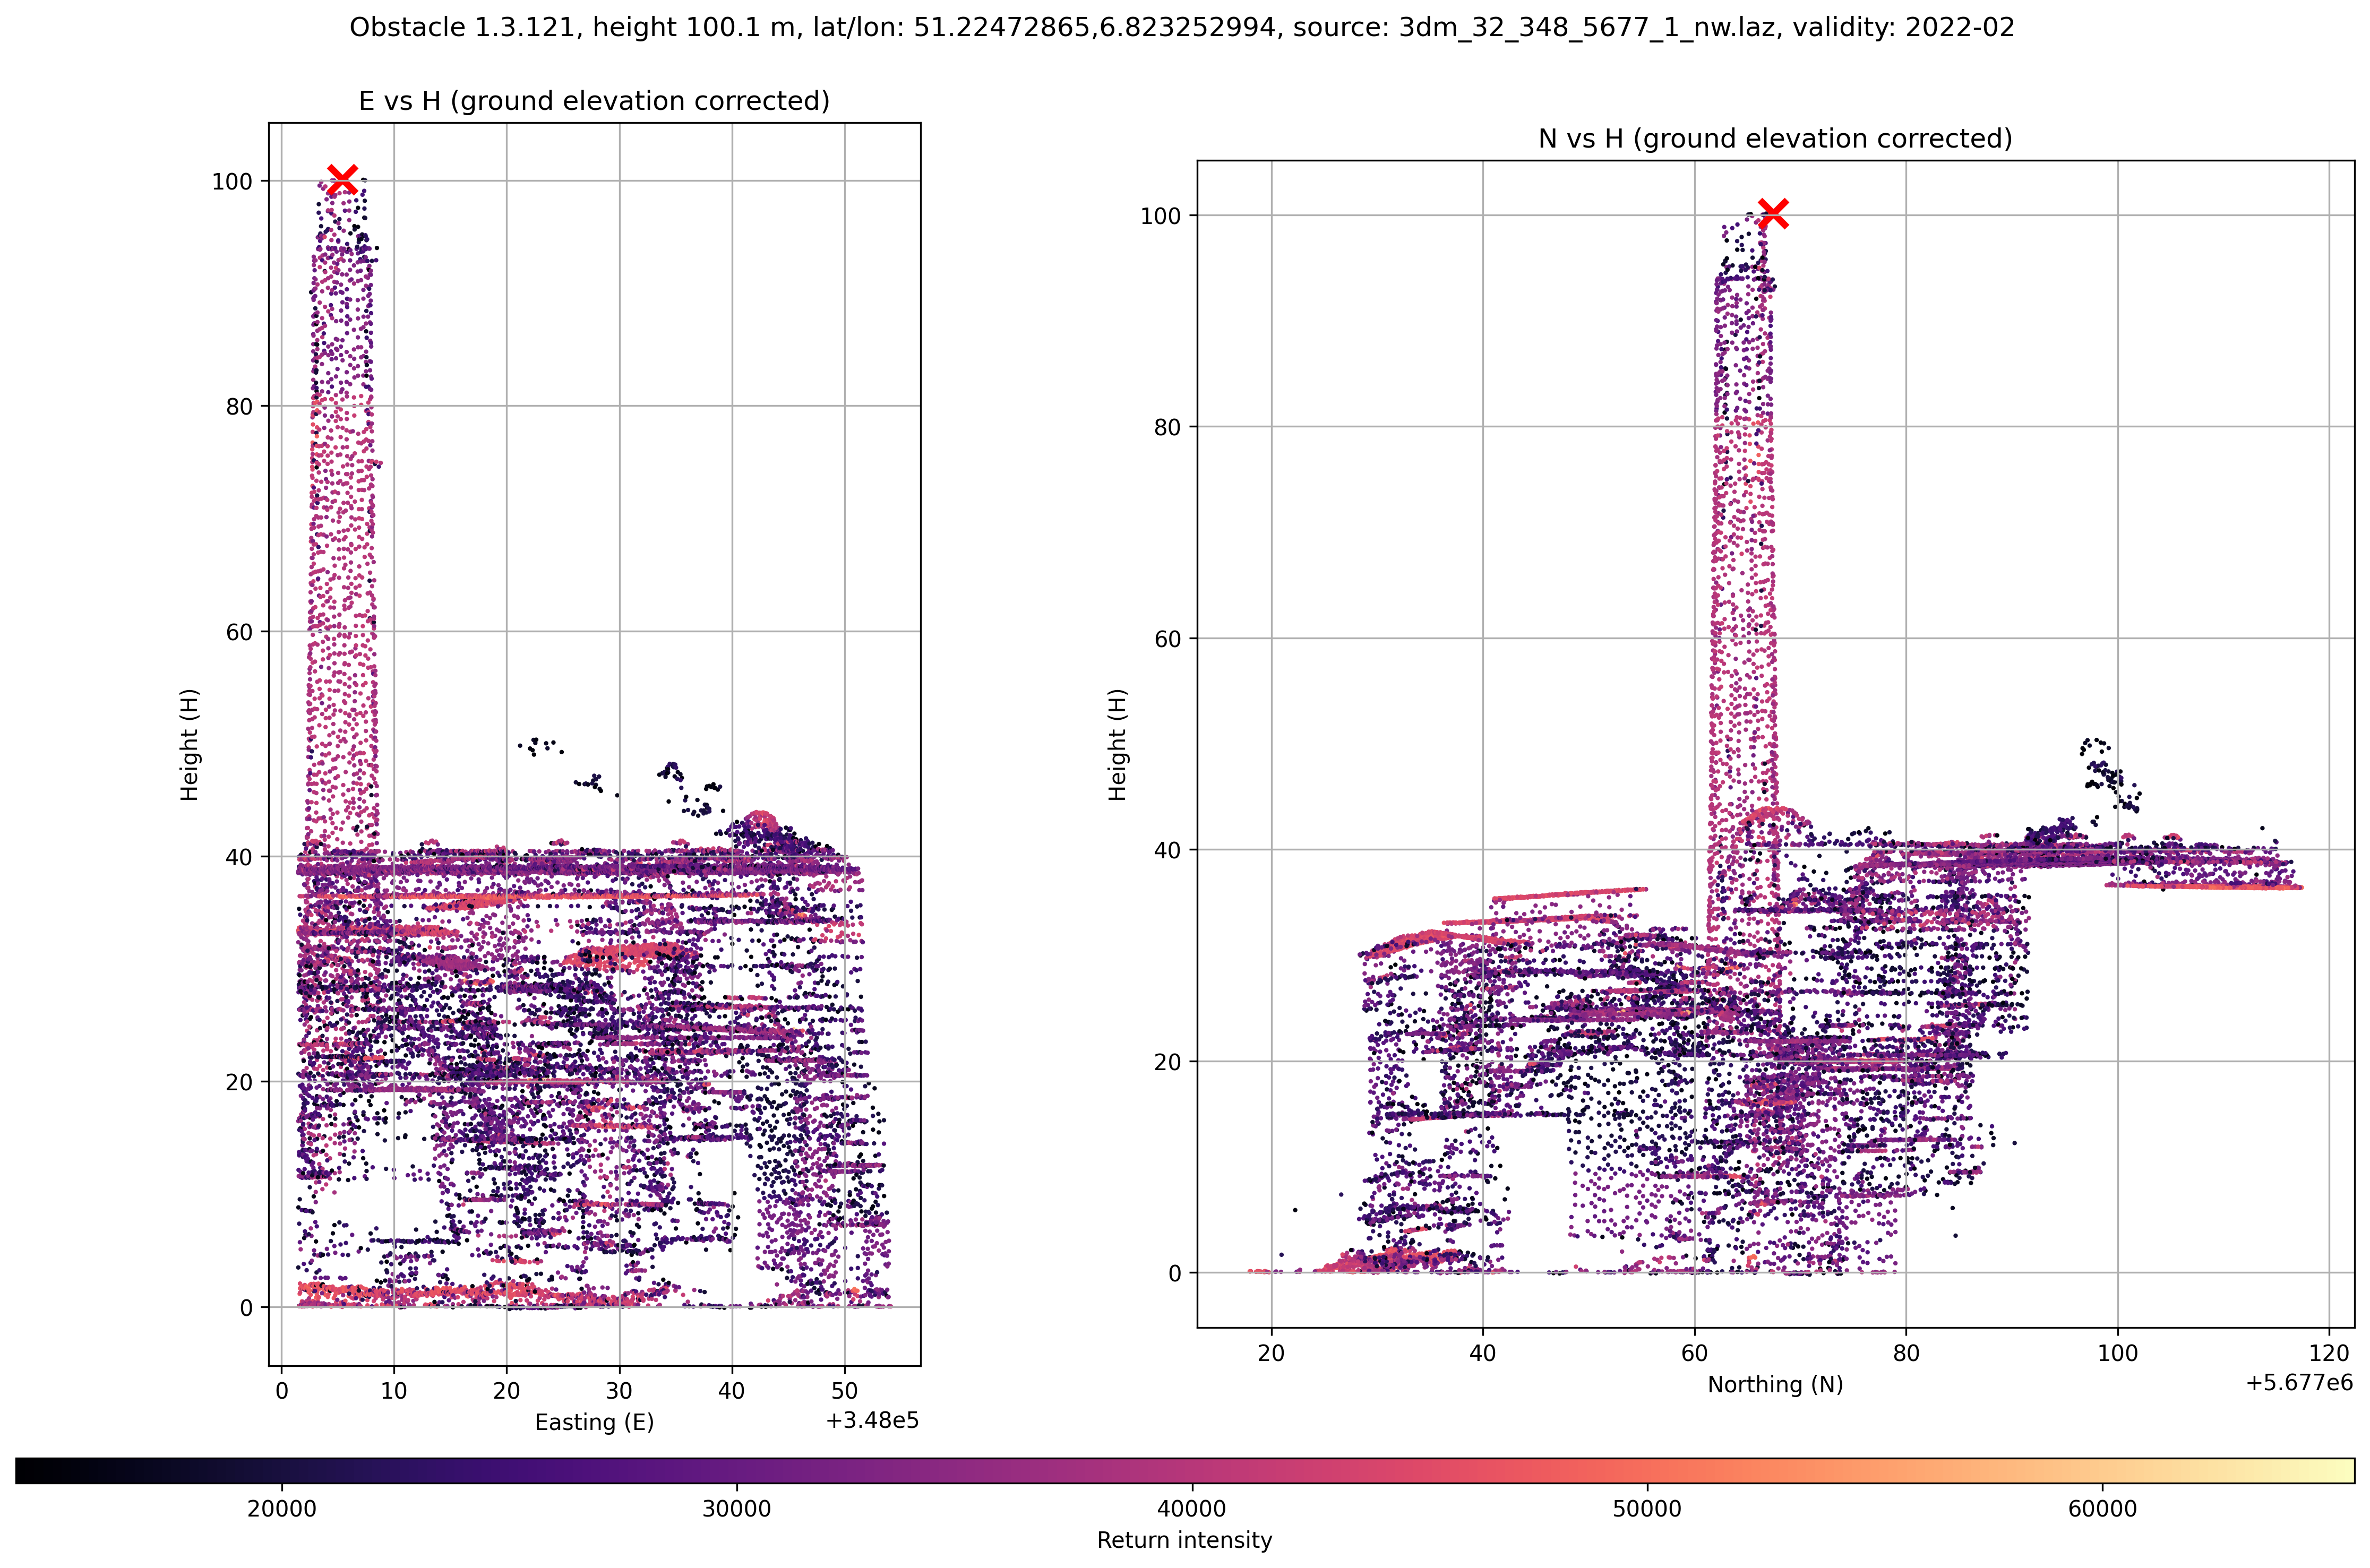 Obstacle 1.3.121, height 100.1 m, lat/lon: 51.22472865,6.823252994, source: 3dm_32_348_5677_1_nw.laz, validity: 2022-02
E vs H (ground elevation corrected)
100
80
60
40
20
0
Height (H)
0 10 20 30 40 50
Easting (E)
+3.48e5
N vs H (ground elevation corrected)
100
80
60
40
20
0
Height (H)
20 40 60 80 100 120
Northing (N)
+5.677e6
20000 30000 40000 50000 60000
Return intensity